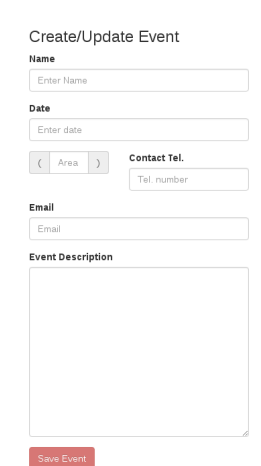 Create/Update Event
Name
Enter Name
Date
Enter date
Contact Tel.
( Area )
Tel. number
Email
Email
Event Description
Save Event